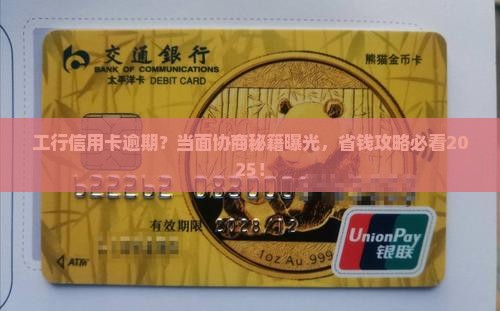 交通銀行
BANK OF COMMUNICATIONS
太平洋卡 DEBIT CARD
熊猫金币卡
工行信用卡逾期？当面协商秘籍曝光，省钱攻略必看20
25！
622262
有效期限 2028/12
1oz Au .999
ATM
UnionPay
银联